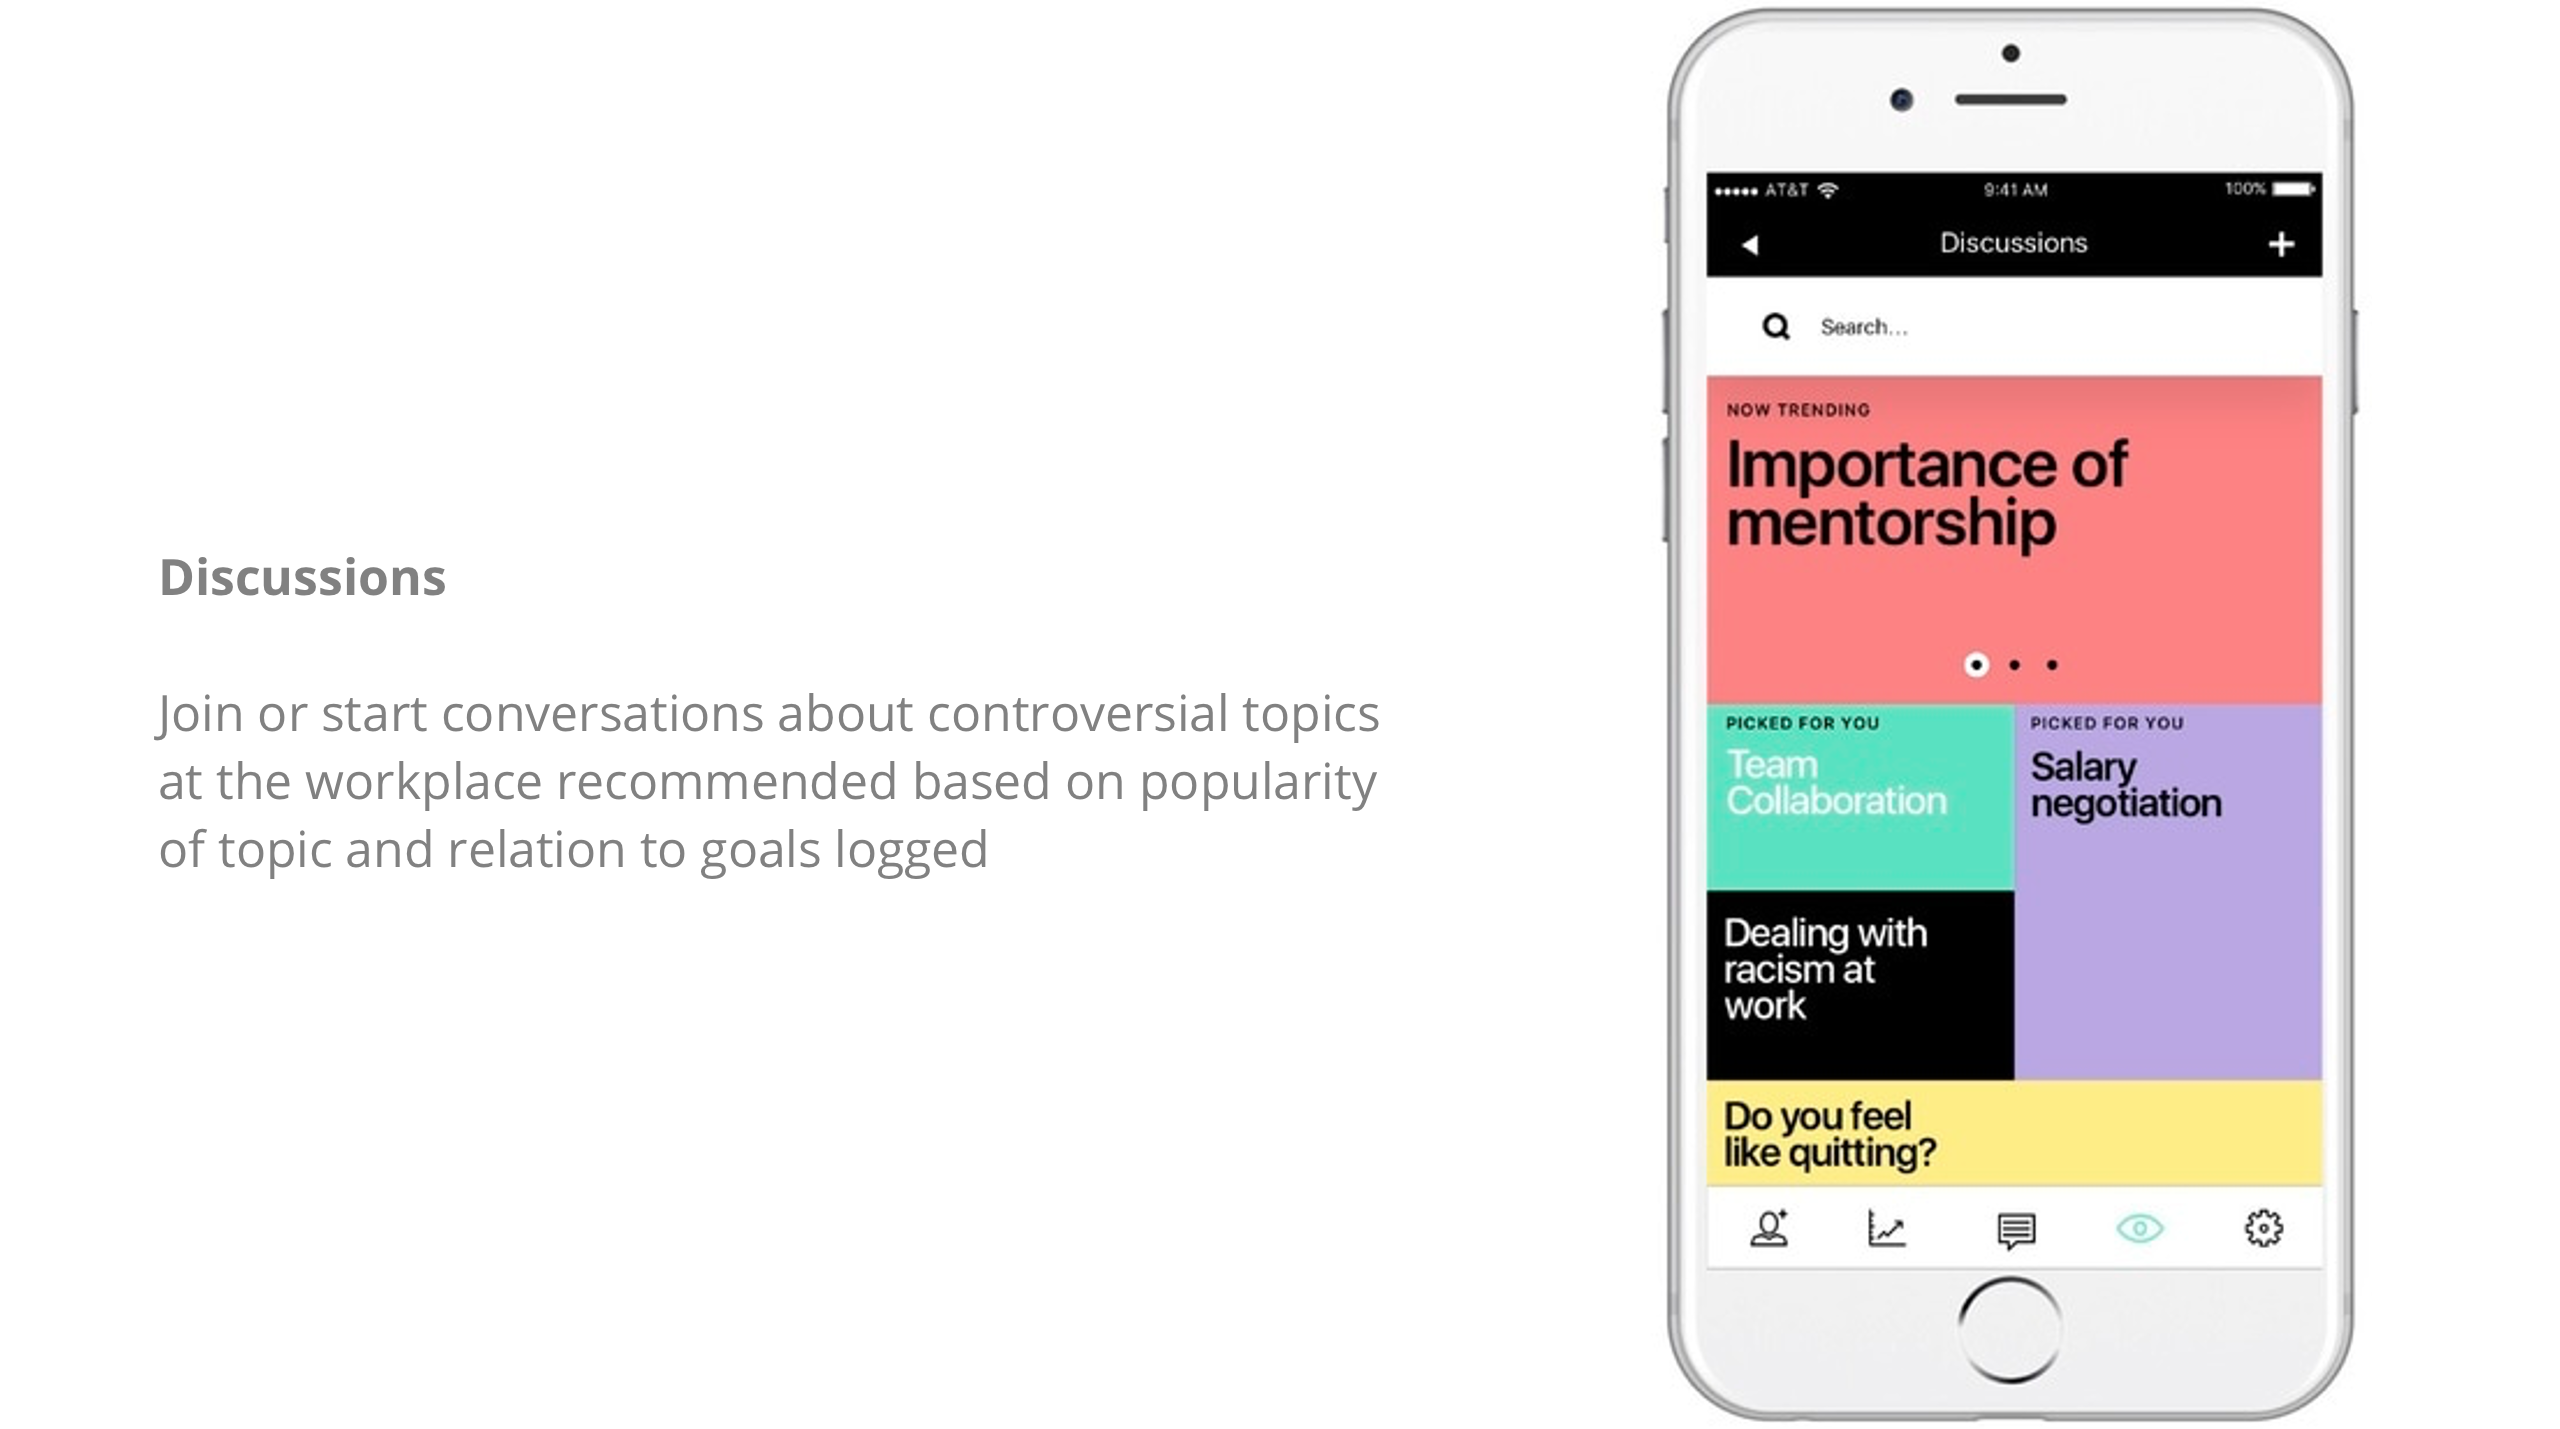 Discussions
Join or start conversations about controversial topics
at the workplace recommended based on popularity
of topic and relation to goals logged
AT&T
9:41 AM
100%
Discussions
Search...
NOW TRENDING
Importance of
mentorship
PICKED FOR YOU
Team
Collaboration
PICKED FOR YOU
Salary
negotiation
Dealing with
racism at
work
Do you feel
like quitting?